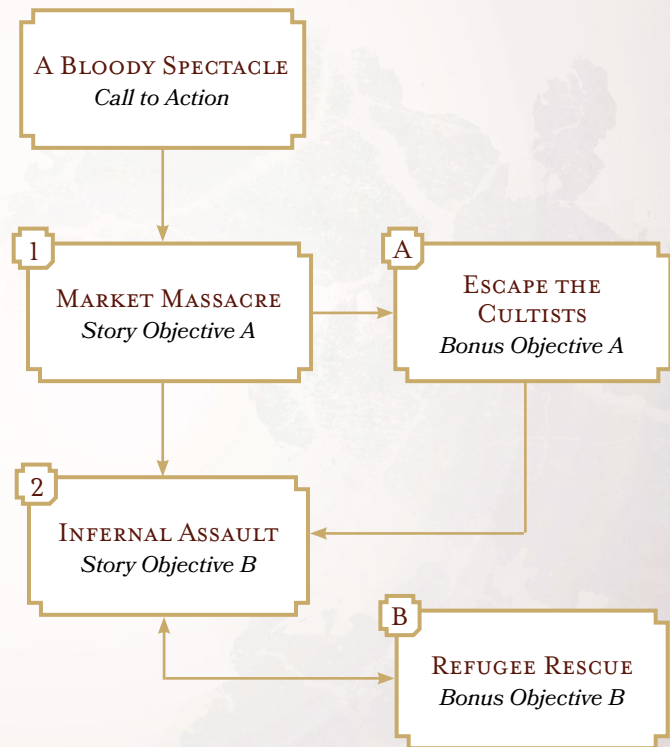 A Bloody Spectacle
Call to Action
1
Market Massacre
Story Objective A
A
Escape the
Cultists
Bonus Objective A
2
Infernal Assault
Story Objective B
B
Refugee Rescue
Bonus Objective B